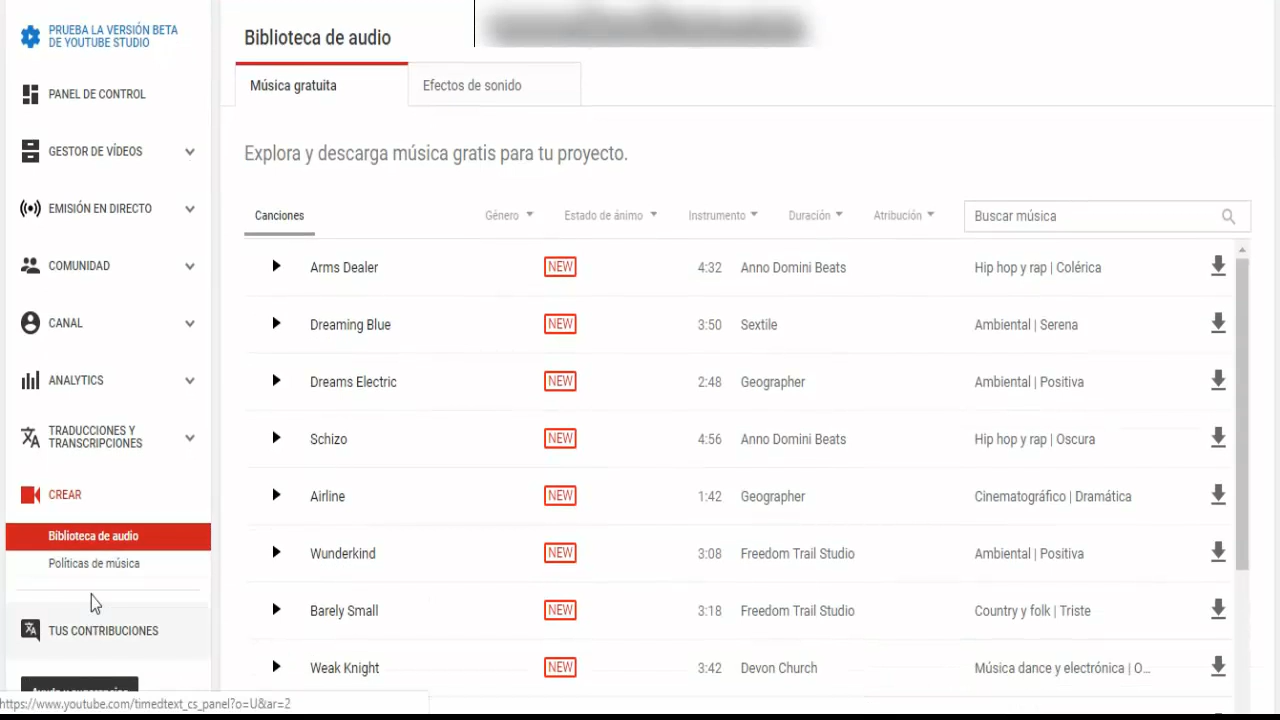 PRUEBA LA VERSIÓN BETA
DE YOUTUBE STUDIO
PANEL DE CONTROL
GESTOR DE VÍDEOS
EMISIÓN EN DIRECTO
COMUNIDAD
CANAL
ANALYTICS
TRADUCCIONES Y
TRANSCRIPCIONES
CREAR
Biblioteca de audio
Políticas de música
TUS CONTRIBUCIONES
Ayuda y sugerencias
https://www.youtube.com/timedtext_cs_panel?o=U&ar=2
Biblioteca de audio
Música gratuita Efectos de sonido
Explora y descarga música gratis para tu proyecto.
Canciones Género Estado de ánimo Instrumento Duración Atribución Buscar música
Arms Dealer NEW 4:32 Anno Domini Beats Hip hop y rap | Colérica
Dreaming Blue NEW 3:50 Sextile Ambiental | Serena
Dreams Electric NEW 2:48 Geographer Ambiental | Positiva
Schizo NEW 4:56 Anno Domini Beats Hip hop y rap | Oscura
Airline NEW 1:42 Geographer Cinematográfico | Dramática
Wunderkind NEW 3:08 Freedom Trail Studio Ambiental | Positiva
Barely Small NEW 3:18 Freedom Trail Studio Country y folk | Triste
Weak Knight NEW 3:42 Devon Church Música dance y electrónica | O...